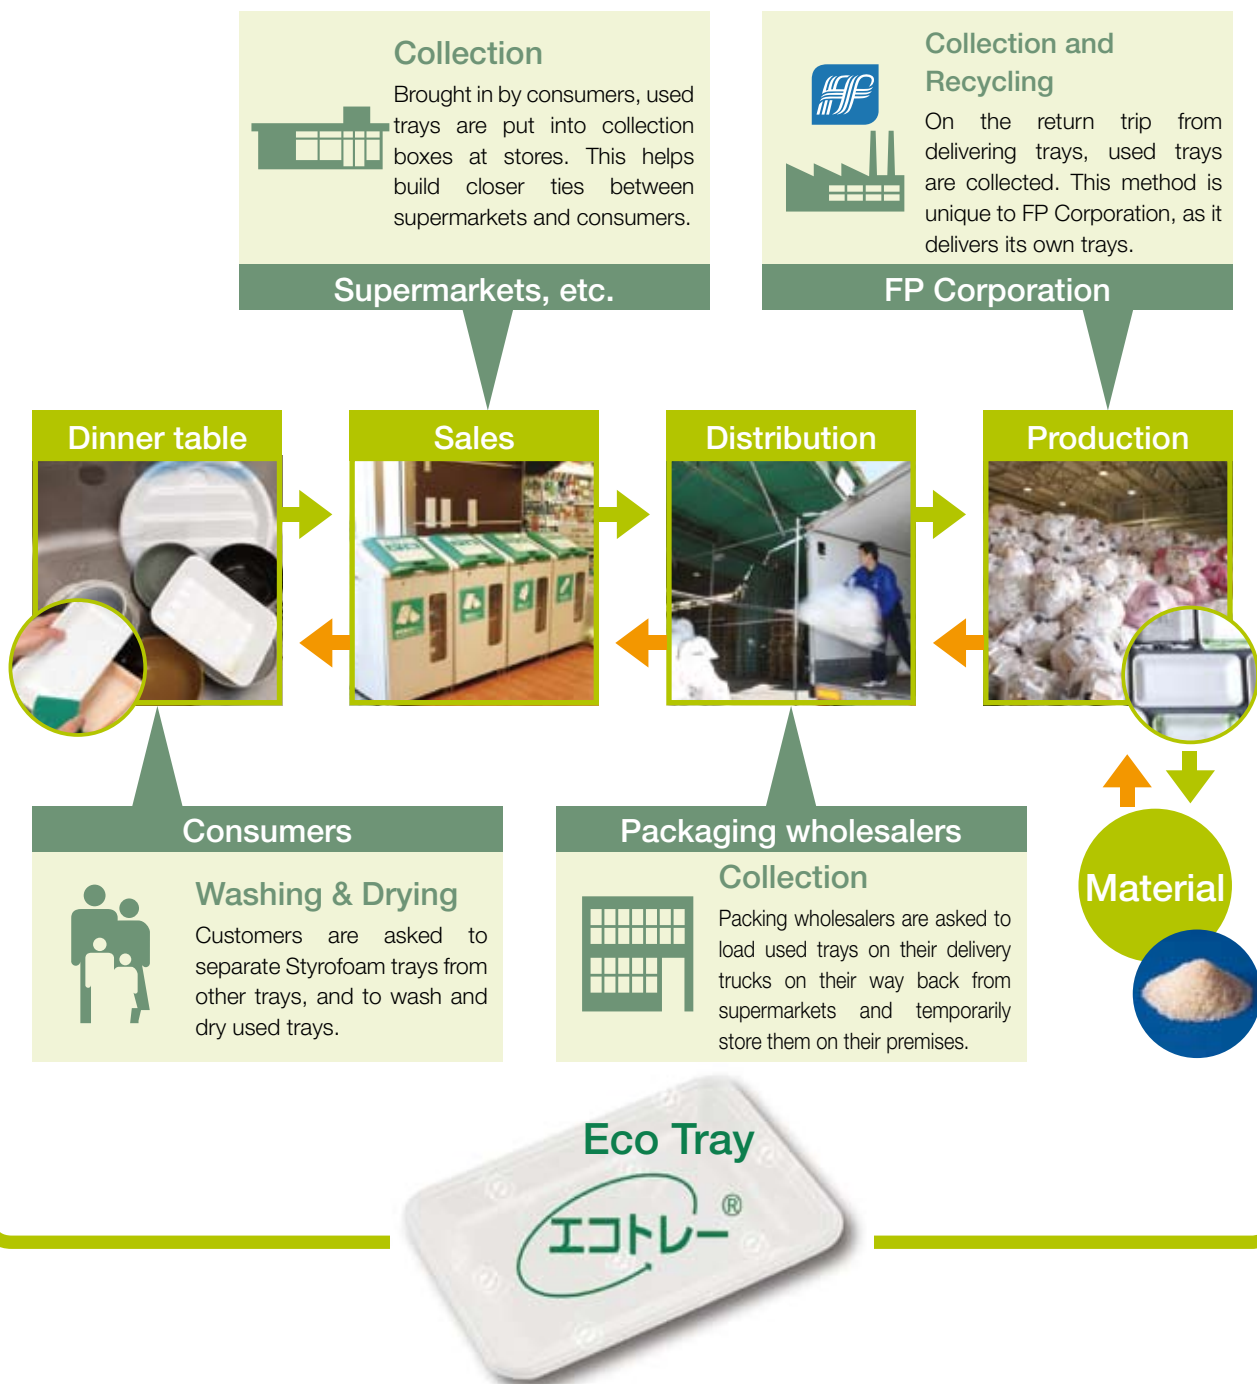 Collection
Brought in by consumers, used
trays are put into collection
boxes at stores. This helps
build closer ties between
supermarkets and consumers.
Supermarkets, etc.
Collection and
Recycling
On the return trip from
delivering trays, used trays
are collected. This method is
unique to FP Corporation, as it
delivers its own trays.
FP Corporation
Dinner table
Sales
Distribution
Production
Consumers
Washing & Drying
Customers are asked to
separate Styrofoam trays from
other trays, and to wash and
dry used trays.
Packaging wholesalers
Collection
Packing wholesalers are asked to
load used trays on their delivery
trucks on their way back from
supermarkets and temporarily
store them on their premises.
Material
Eco Tray
エコトレー®